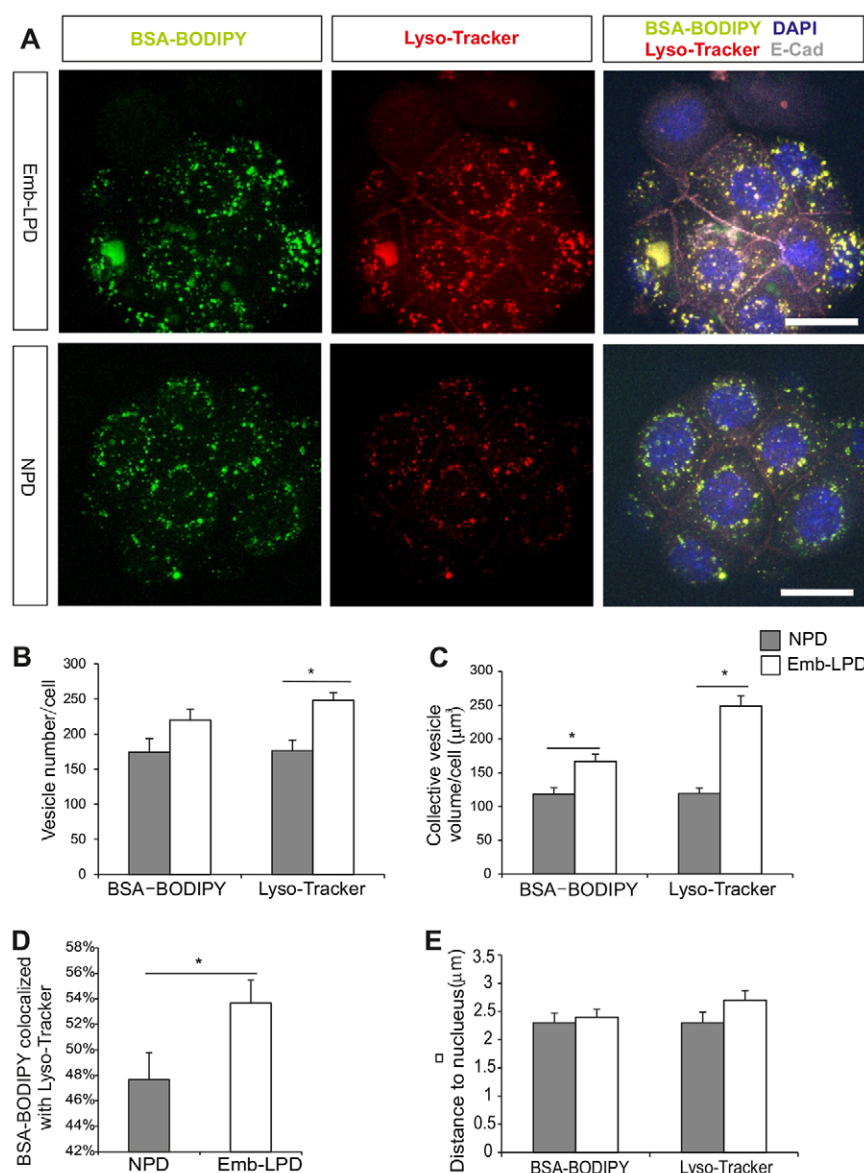 A
BSA-BODIPY
Lyso-Tracker
BSA-BODIPY DAPI
Lyso-Tracker E-Cad
Emb-LPD
NPD
B
Vesicle number/cell
300
250
200
150
100
50
0
*
BSA-BODIPY
Lyso-Tracker
C
NPD
Emb-LPD
Collective vesicle
volume/cell (μm³)
300
250
200
150
100
50
0
*
*
BSA-BODIPY
Lyso-Tracker
D
BSA-BODIPY colocalized
with Lyso-Tracker
58%
56%
54%
52%
50%
48%
46%
44%
42%
*
NPD
Emb-LPD
E
Distance to nuclueus(μm)
3.5
3
2.5
2
1.5
1
0.5
0
BSA-BODIPY
Lyso-Tracker